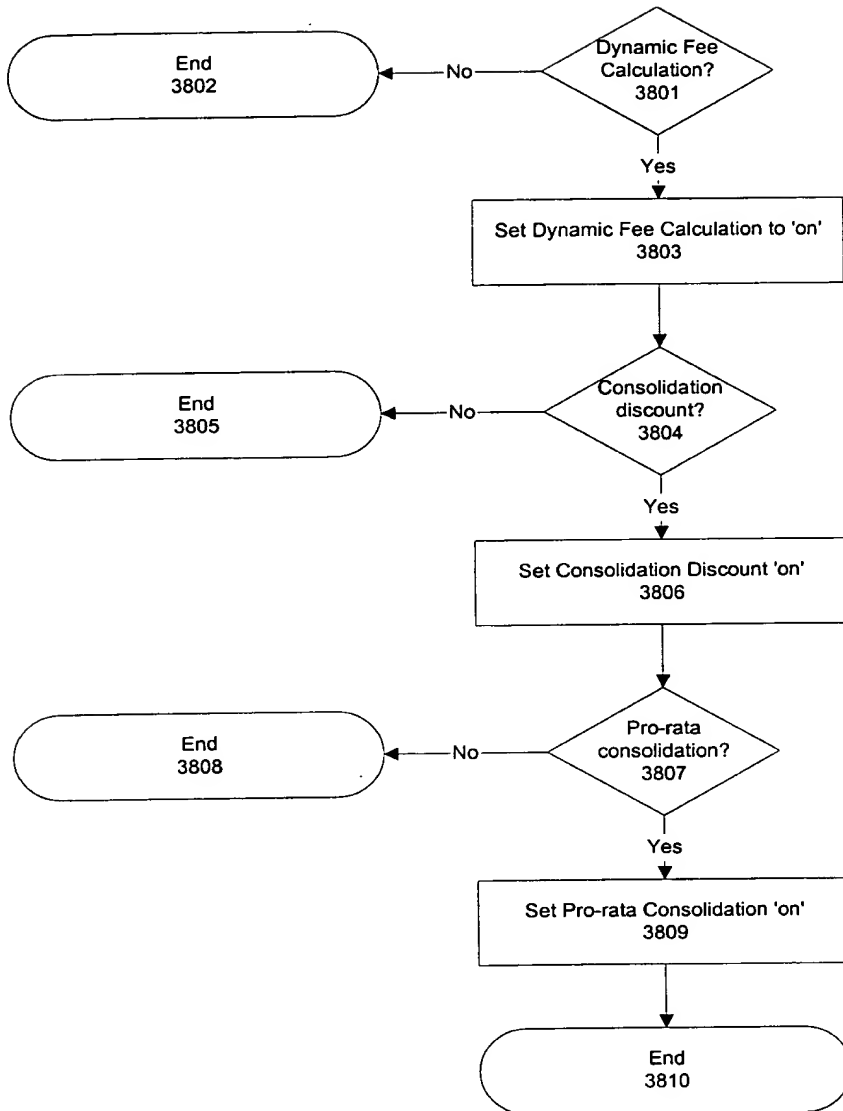 Dynamic Fee
Calculation?
3801
No
End
3802
Yes
Set Dynamic Fee Calculation to 'on'
3803
Consolidation
discount?
3804
No
End
3805
Yes
Set Consolidation Discount 'on'
3806
Pro-rata
consolidation?
3807
No
End
3808
Yes
Set Pro-rata Consolidation 'on'
3809
End
3810